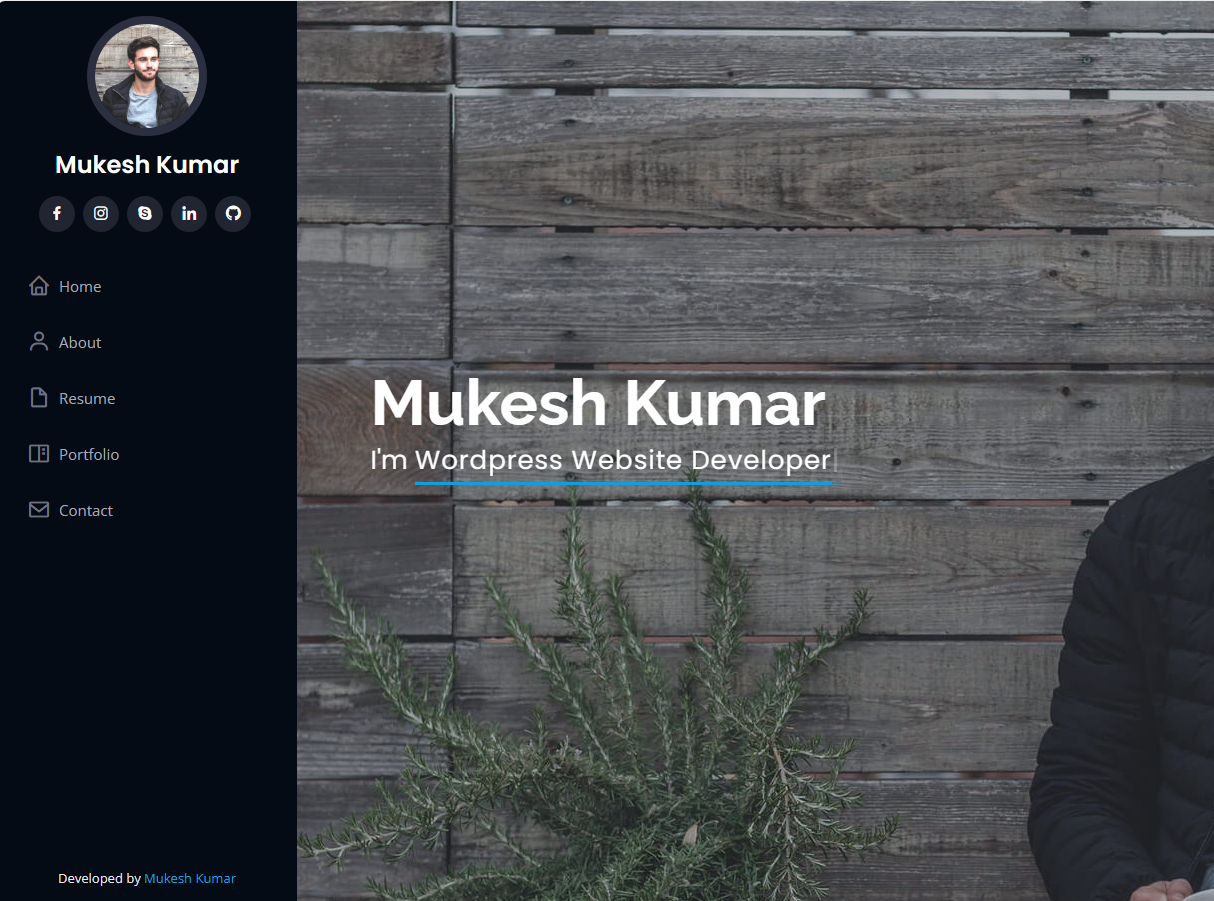 Mukesh Kumar
Home
About
Resume
Portfolio
Contact
Developed by Mukesh Kumar
Mukesh Kumar
I'm Wordpress Website Developer